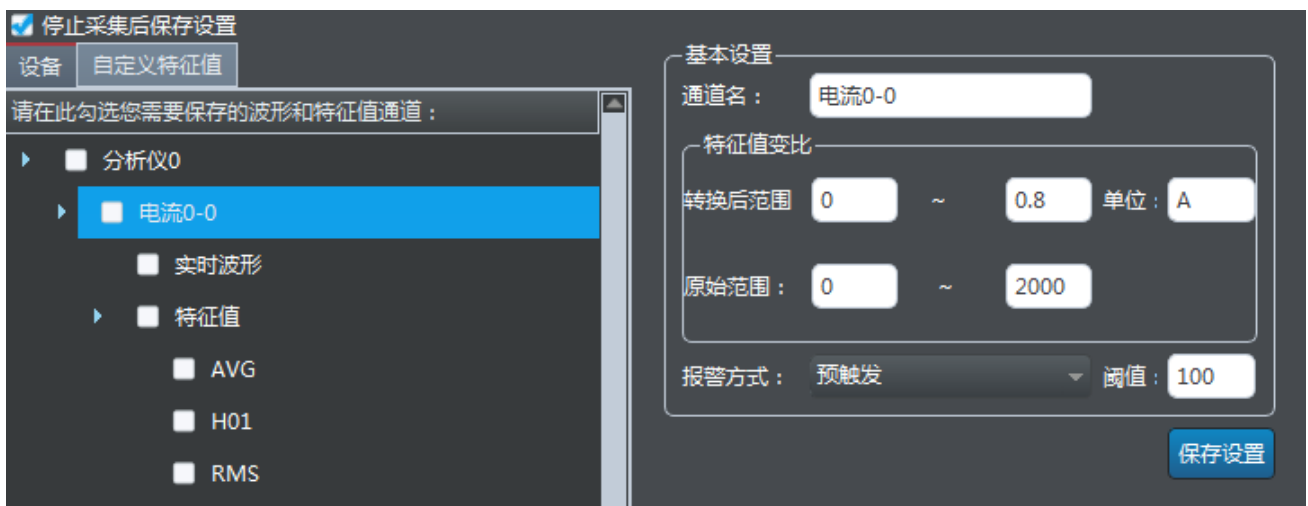 停止采集后保存设置
设备 自定义特征值
请在此勾选您需要保存的波形和特征值通道：
分析仪0
电流0-0
实时波形
特征值
AVG
H01
RMS
基本设置
通道名： 电流0-0
特征值变比
转换后范围 0 ~ 0.8 单位： A
原始范围： 0 ~ 2000
报警方式： 预触发 阈值： 100
保存设置